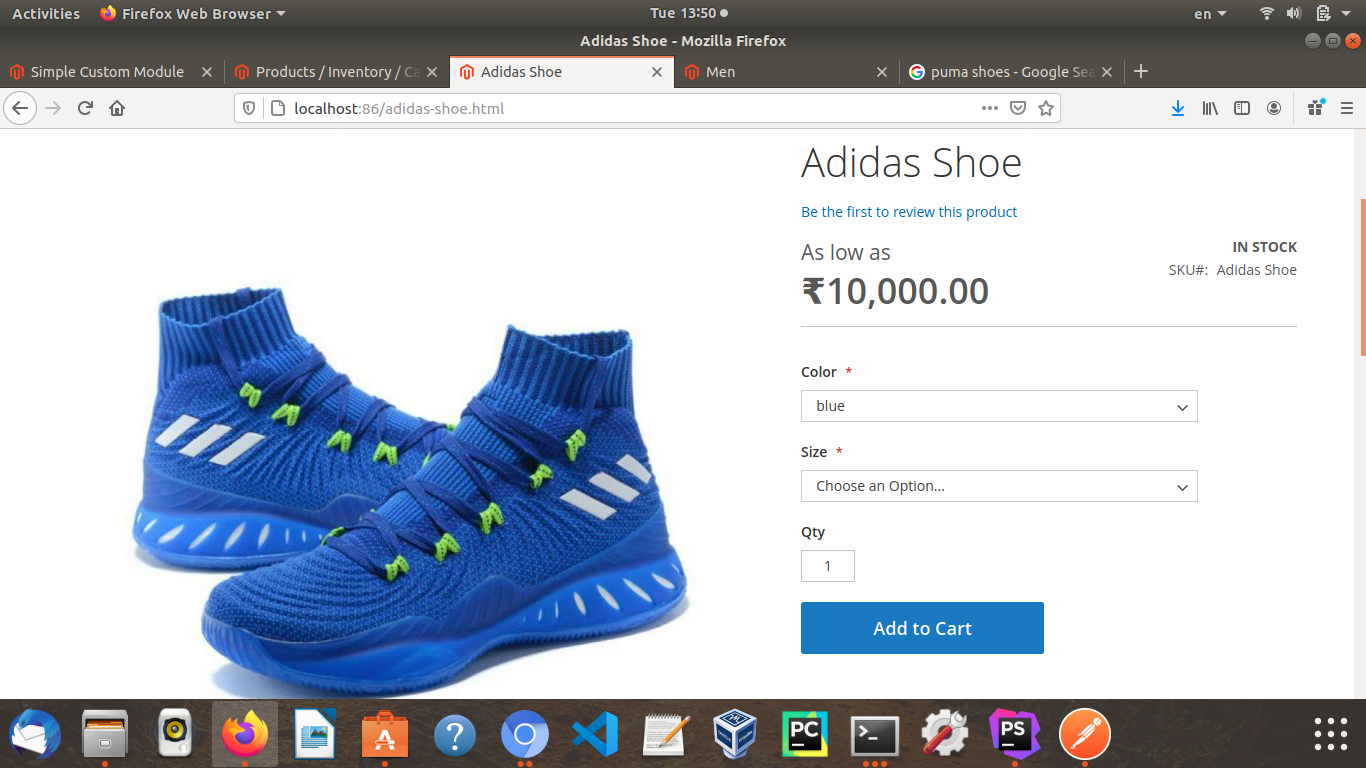 Activities Firefox Web Browser Tue 13:50 en
Adidas Shoe - Mozilla Firefox
Simple Custom Module Products / Inventory / Ca Adidas Shoe Men puma shoes - Google Sea
localhost:86/adidas-shoe.html
Adidas Shoe
Be the first to review this product
As low as IN STOCK
SKU#: Adidas Shoe
₹10,000.00
Color *
blue
Size *
Choose an Option...
Qty
1
Add to Cart
PC
PS